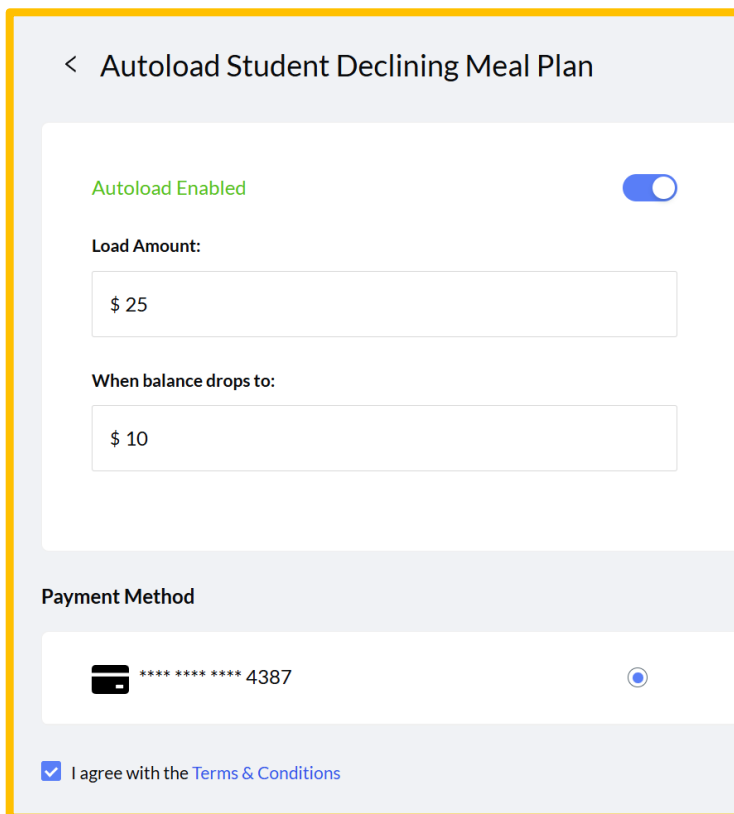 Autoload Student Declining Meal Plan
Autoload Enabled
Load Amount:
$ 25
When balance drops to:
$ 10
Payment Method
**** **** **** 4387
I agree with the Terms & Conditions